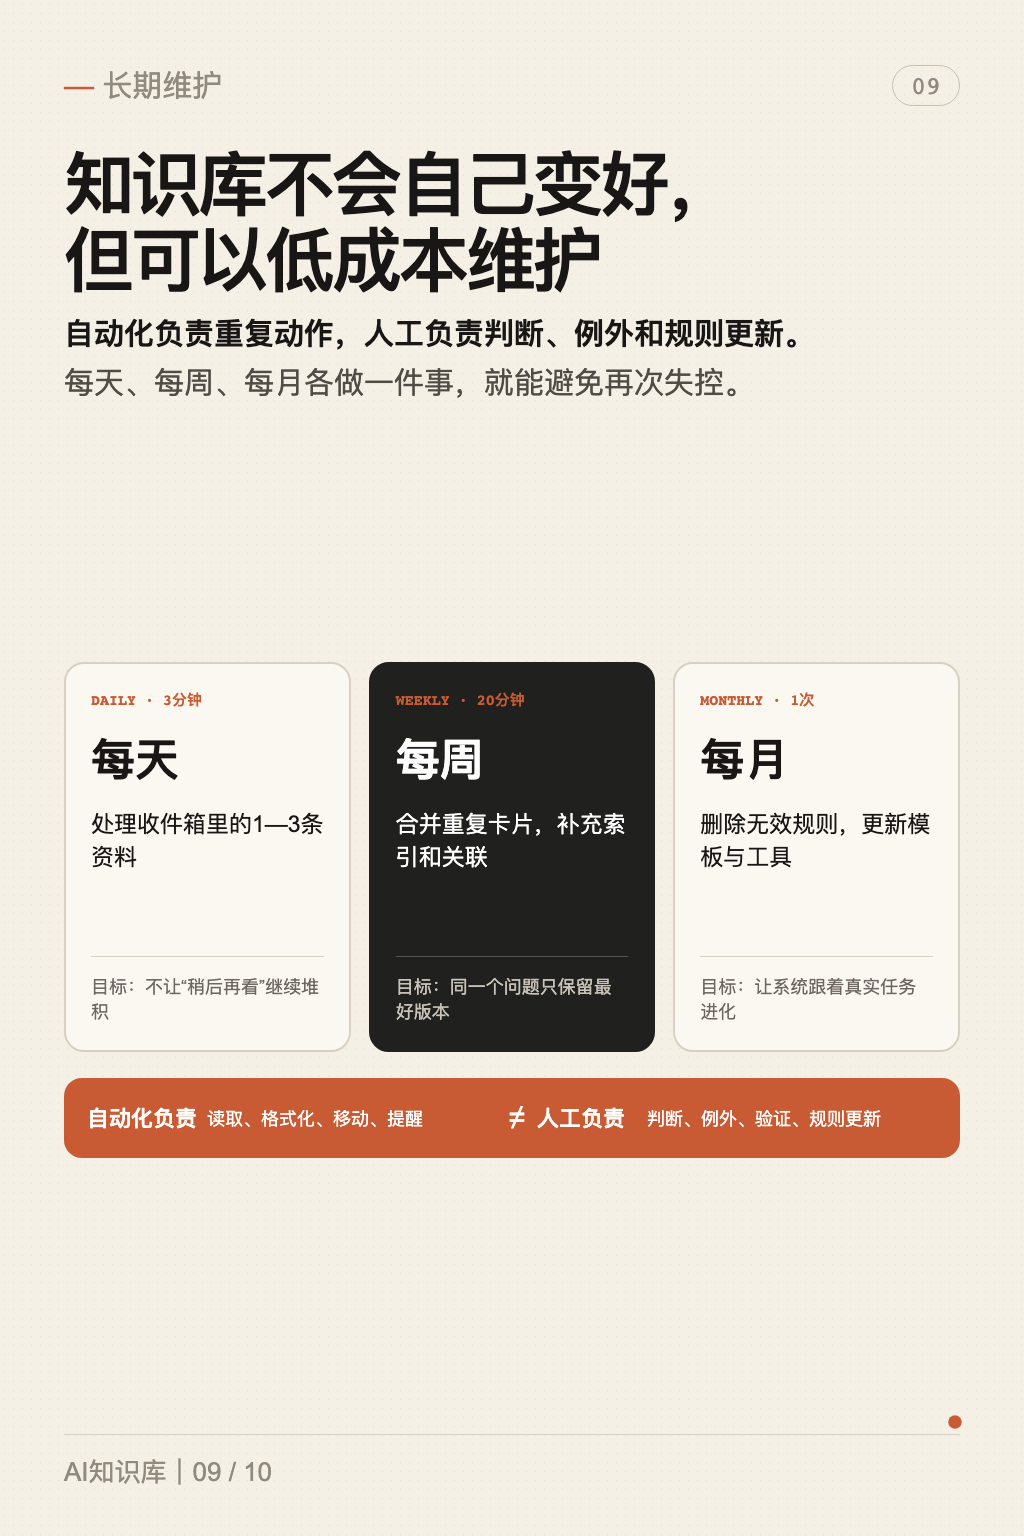 — 长期维护
09
知识库不会自己变好，
但可以低成本维护
自动化负责重复动作，人工负责判断、例外和规则更新。
每天、每周、每月各做一件事，就能避免再次失控。
DAILY · 3分钟
每天
处理收件箱里的1—3条
资料
目标：不让“稍后再看”继续堆
积
WEEKLY · 20分钟
每周
合并重复卡片，补充索
引和关联
目标：同一个问题只保留最
好版本
MONTHLY · 1次
每月
删除无效规则，更新模
板与工具
目标：让系统跟着真实任务
进化
自动化负责 读取、格式化、移动、提醒 ≠ 人工负责 判断、例外、验证、规则更新
AI知识库｜09 / 10